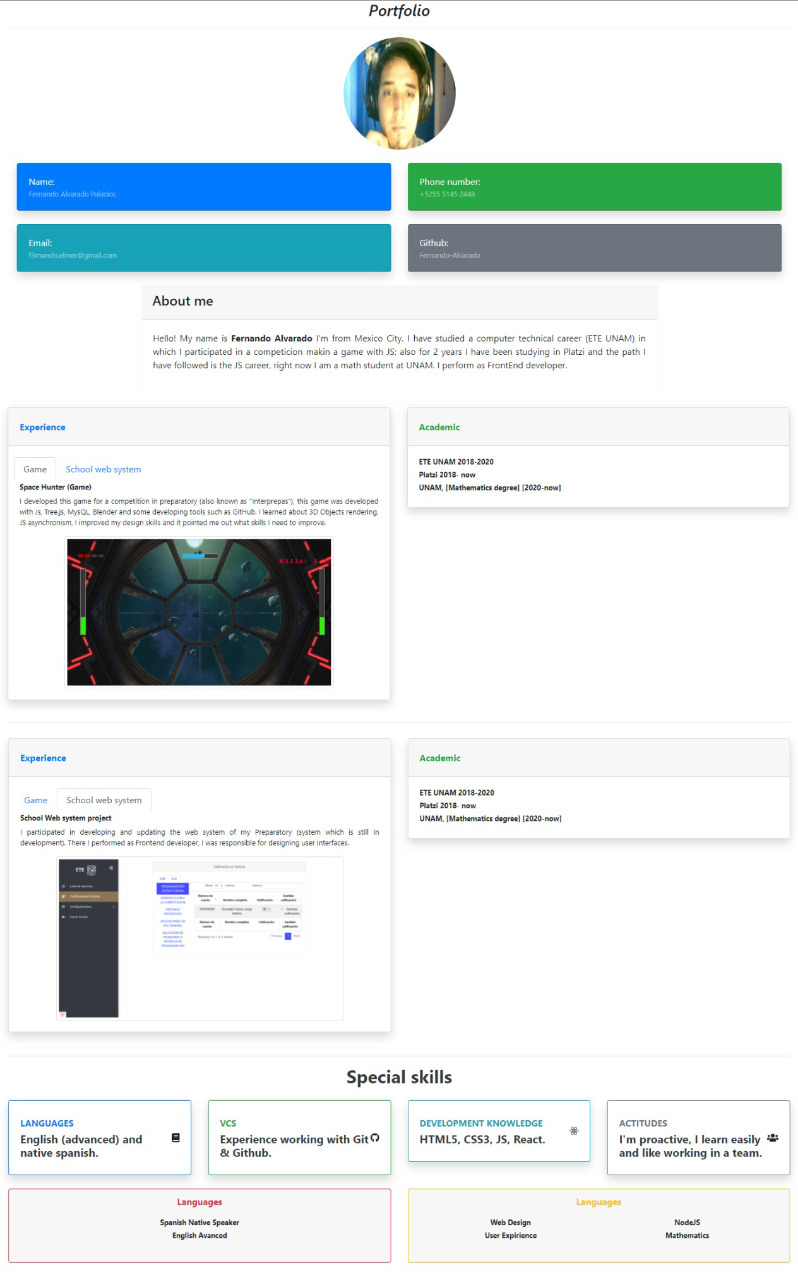 Portfolio
Name:
Fernando Alvarado Palacios
Phone number:
+5255 5145 2448
Email:
Github:
Fernando-Alvarado
About me
Hello! My name is Fernando Alvarado I'm from Mexico City. I have studied a computer technical career (ETE UNAM) in
which I participated in a competicion makin a game with JS; also for 2 years I have been studying in Platzi and the path I
have followed is the JS career, right now I am a math student at UNAM. I perform as FrontEnd developer.
Experience
Academic
Game School web system
ETE UNAM 2018-2020
Platzi 2018- now
UNAM, [Mathematics degree] [2020-now]
Space Hunter (Game)
I developed this game for a competition in preparatory (also known as "Interprepas"), this game was developed
with Js, Tree.js, MysQL, Blender and some developing tools such as GitHub. I learned about 3D Objects rendering,
JS asynchronism, I improved my design skills and it pointed me out what skills I need to improve.
Kills:
Experience
Academic
Game School web system
ETE UNAM 2018-2020
Platzi 2018- now
UNAM, [Mathematics degree] [2020-now]
School Web system project
I participated in developing and updating the web system of my Preparatory (system which is still in
development). There I performed as Frontend developer, I was responsible for designing user interfaces.
ETE
Special skills
LANGUAGES
English (advanced) and
native spanish.
VCS
Experience working with Git
& Github.
DEVELOPMENT KNOWLEDGE
HTML5, CSS3, JS, React.
ACTITUDES
I'm proactive, I learn easily
and like working in a team.
Languages
Spanish Native Speaker
English Avanced
Languages
Web Design NodeJS
User Expirience Mathematics